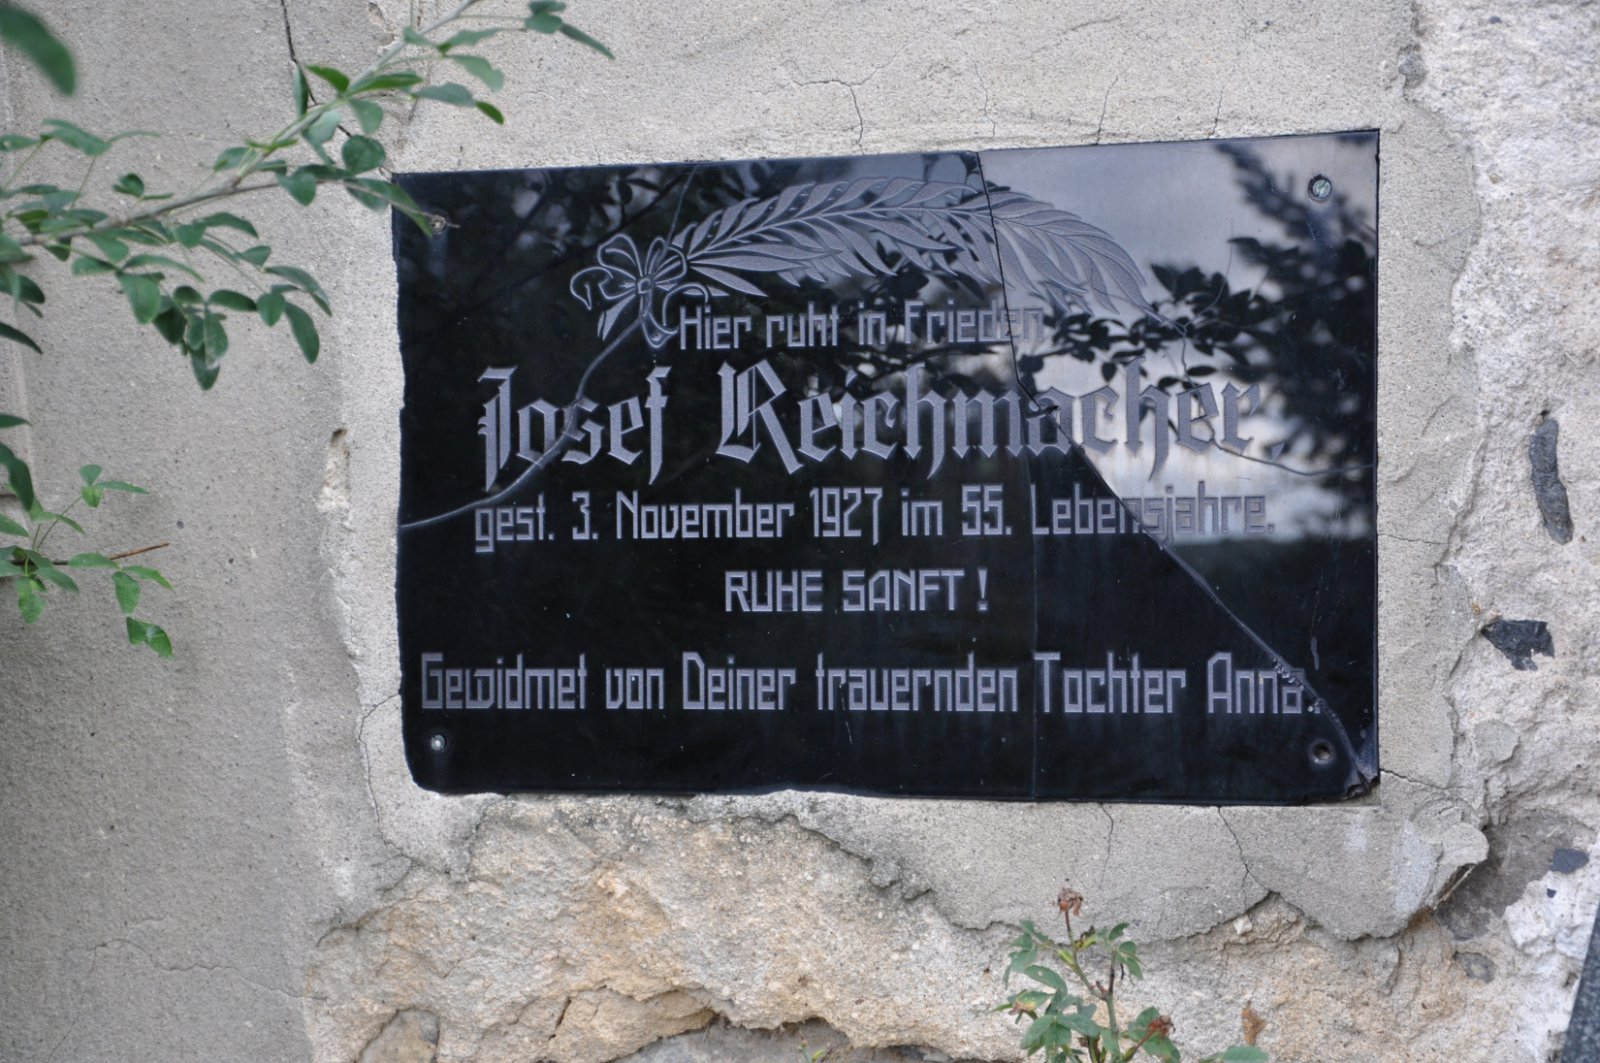 Hier ruht in Frieden
Josef Reichmacher,
gest. 3. November 1927 im 55. Lebensjahre.
RUHE SANFT!
Gewidmet von Deiner trauernden Tochter Anna.